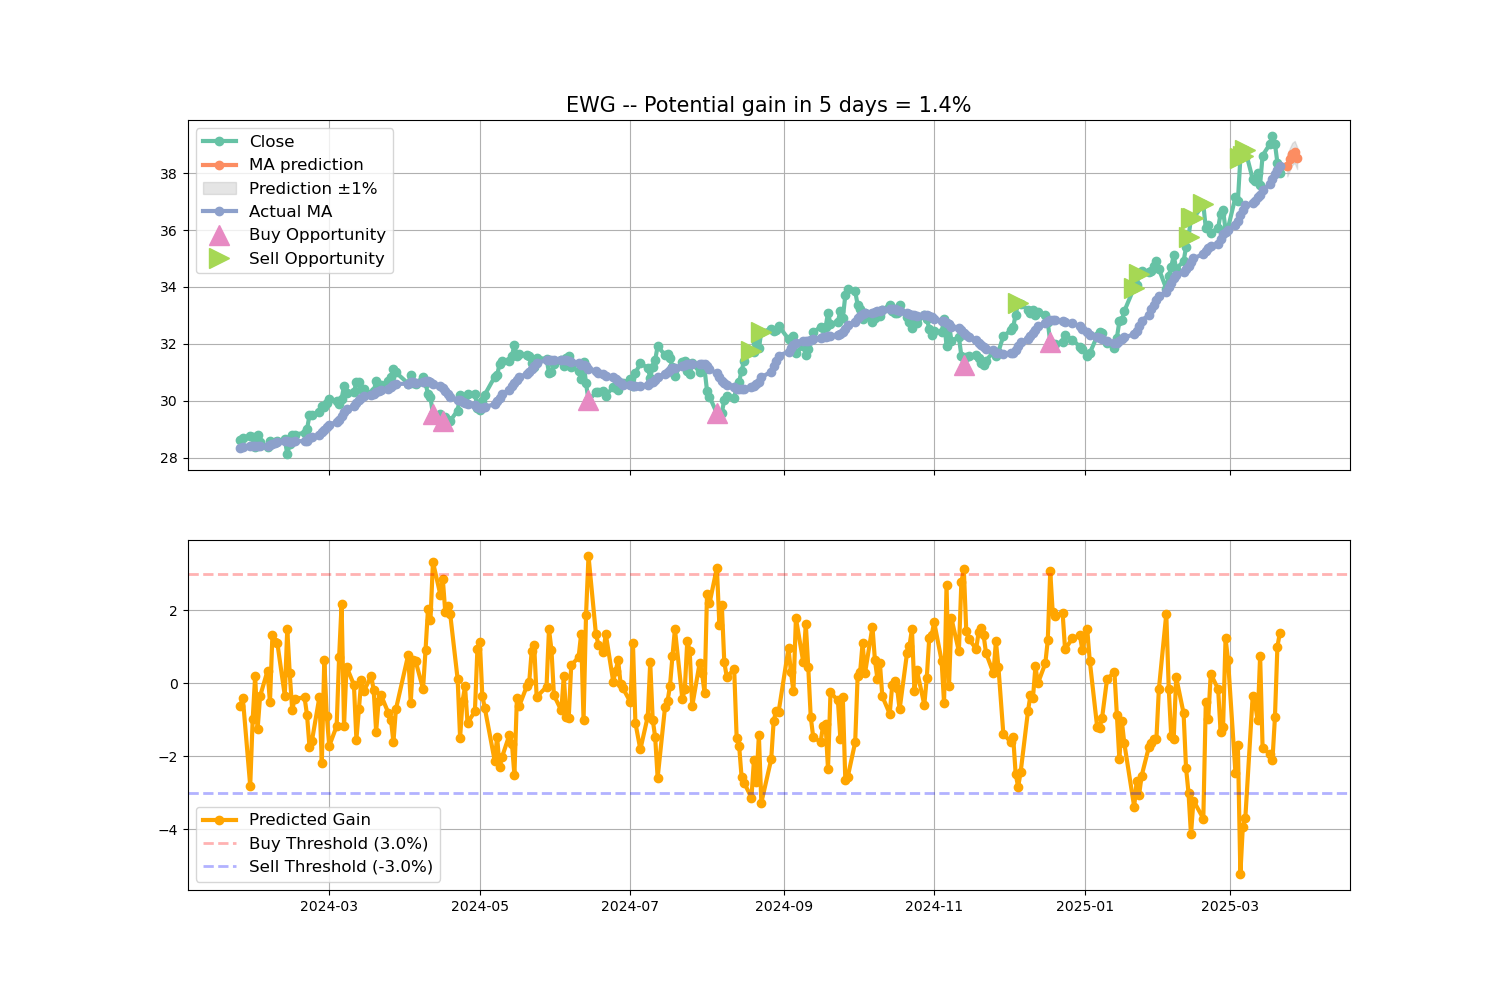 EWG -- Potential gain in 5 days = 1.4%
Close
MA prediction
Prediction ±1%
Actual MA
Buy Opportunity
Sell Opportunity
38
36
34
32
30
28
2
0
−2
−4
Predicted Gain
Buy Threshold (3.0%)
Sell Threshold (-3.0%)
2024-03 2024-05 2024-07 2024-09 2024-11 2025-01 2025-03